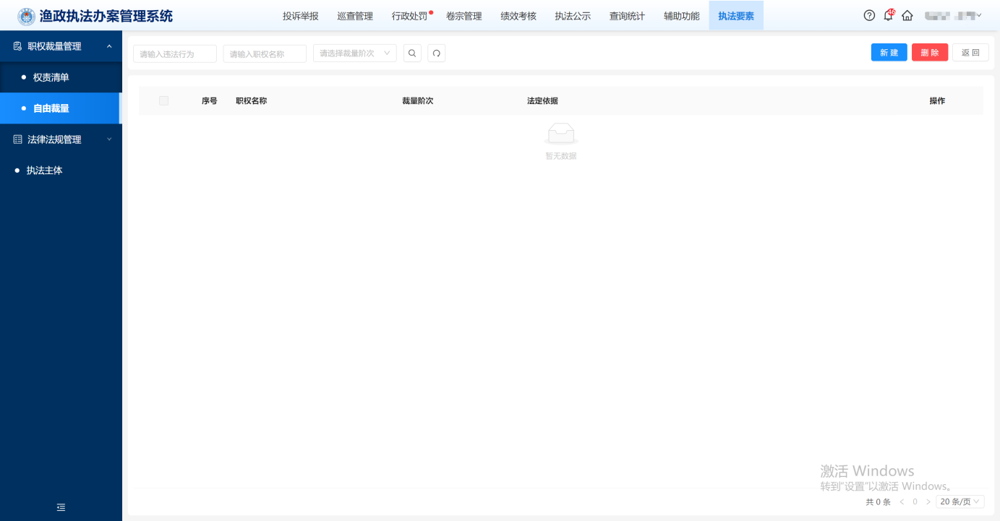 渔政执法办案管理系统
投诉举报 巡查管理 行政处罚 卷宗管理 绩效考核 执法公示 查询统计 辅助功能 执法要素
46
职权裁量管理
权责清单
自由裁量
法律法规管理
执法主体
请输入违法行为 请输入职权名称 请选择裁量阶次
新 建 删 除 返 回
序号 职权名称 裁量阶次 法定依据 操作
暂无数据
激活 Windows
转到"设置"以激活 Windows。
共 0 条 < 0 > 20 条/页